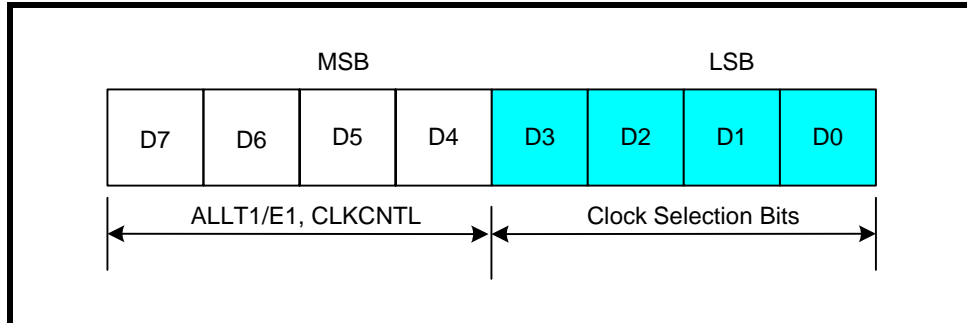 MSB LSB
D7 D6 D5 D4 D3 D2 D1 D0
ALLT1/E1, CLKCNTL Clock Selection Bits